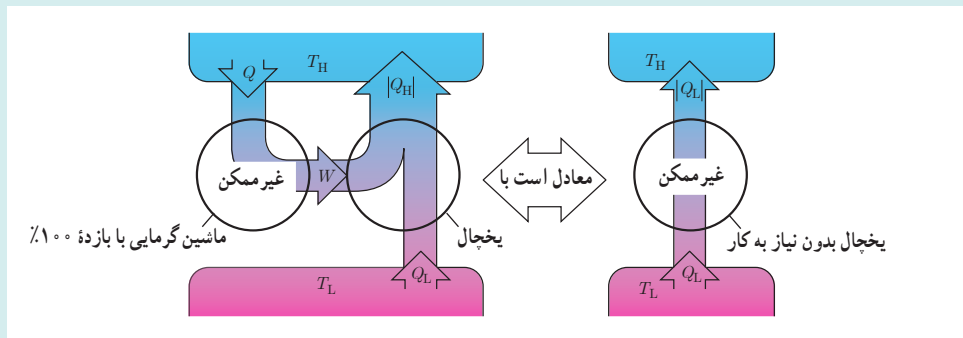 T_H
T_H
Q
|Q_H|
|Q_L|
غیرممکن
W
معادل است با
غیرممکن
ماشین گرمایی با بازدهٔ ۱۰۰٪
یخچال
یخچال بدون نیاز به کار
T_L
Q_L
T_L
Q_L